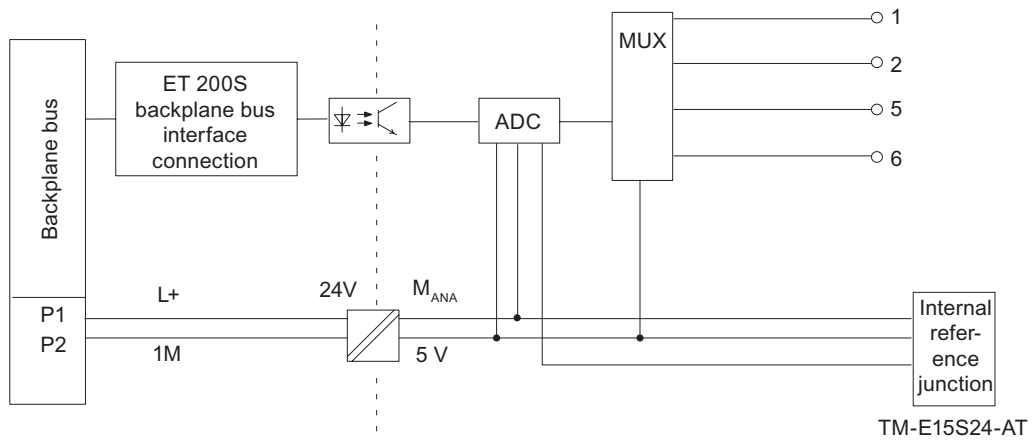 Backplane bus
ET 200S
backplane bus
interface
connection
ADC
MUX
1
2
5
6
P1
P2
L+
1M
24V
M_ANA
5 V
Internal
refer-
ence
junction
TM-E15S24-AT